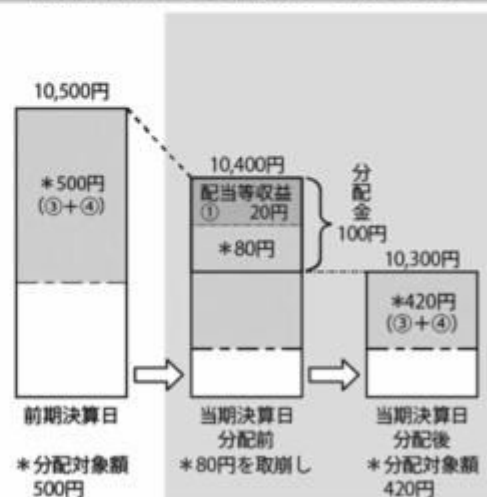 10,500円
*500円
(③+④)
前期決算日
*分配対象額
500円
10,400円
配当等収益
① 20円
*80円
分配金
100円
当期決算日
分配前
*80円を取崩し
10,300円
*420円
(③+④)
当期決算日
分配後
*分配対象額
420円